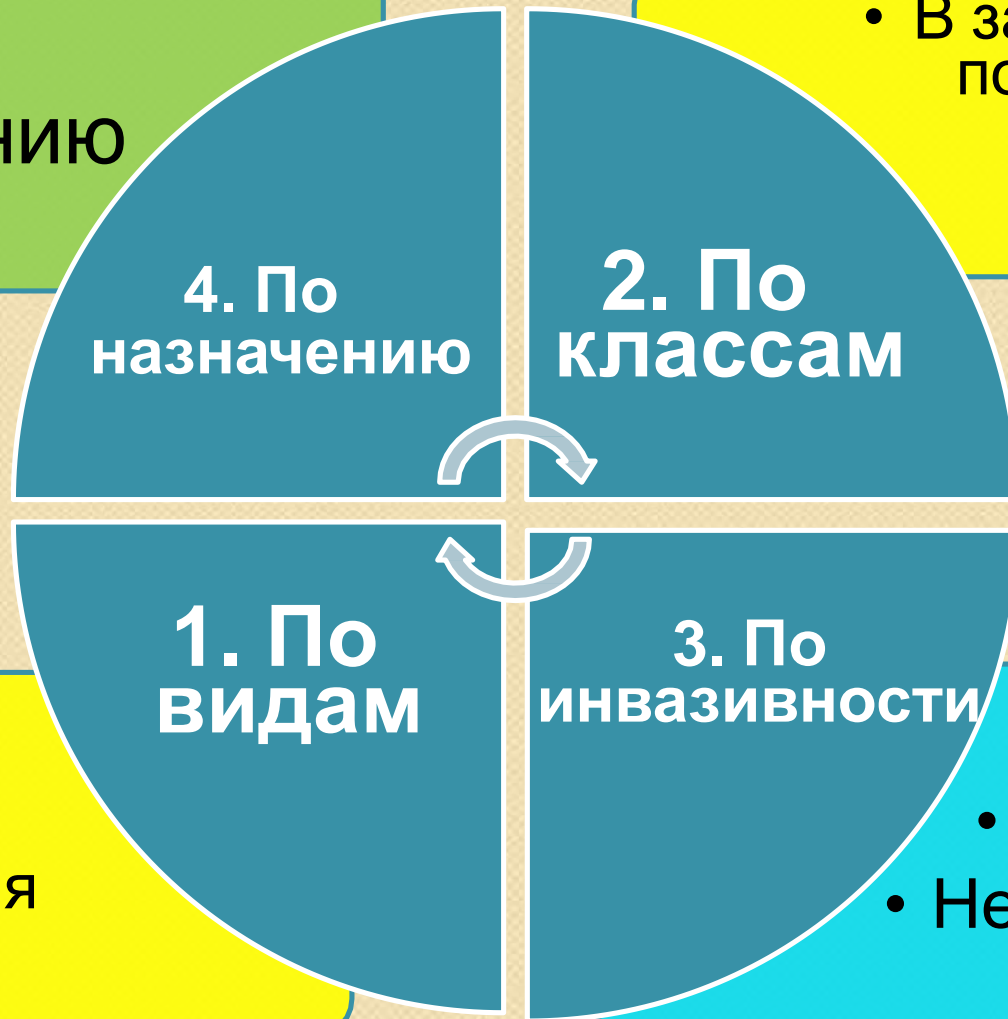 • В за
по
нию
4. По
назначению
2. По
классам
1. По
видам
3. По
инвазивности
я
•
• Не